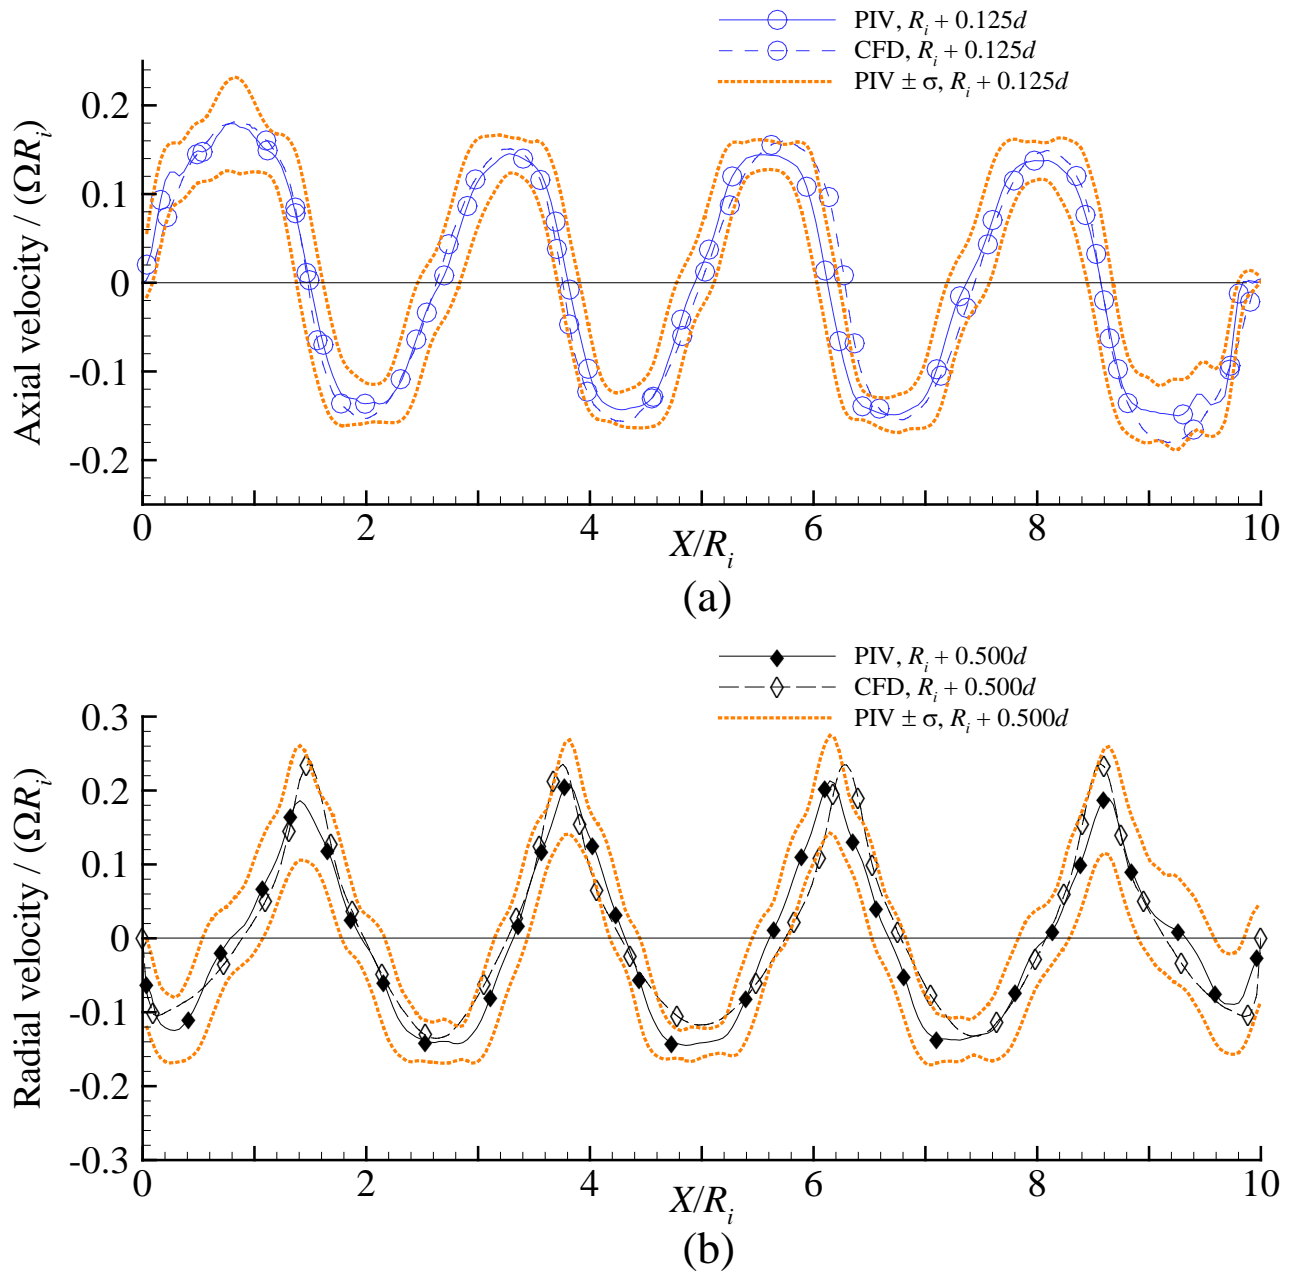 PIV, R_i + 0.125d
CFD, R_i + 0.125d
PIV ± σ, R_i + 0.125d
Axial velocity / (ΩR_i)
0.2
0.1
0
-0.1
-0.2
0 2 4 6 8 10
X/R_i
(a)
PIV, R_i + 0.500d
CFD, R_i + 0.500d
PIV ± σ, R_i + 0.500d
Radial velocity / (ΩR_i)
0.3
0.2
0.1
0
-0.1
-0.2
-0.3
0 2 4 6 8 10
X/R_i
(b)